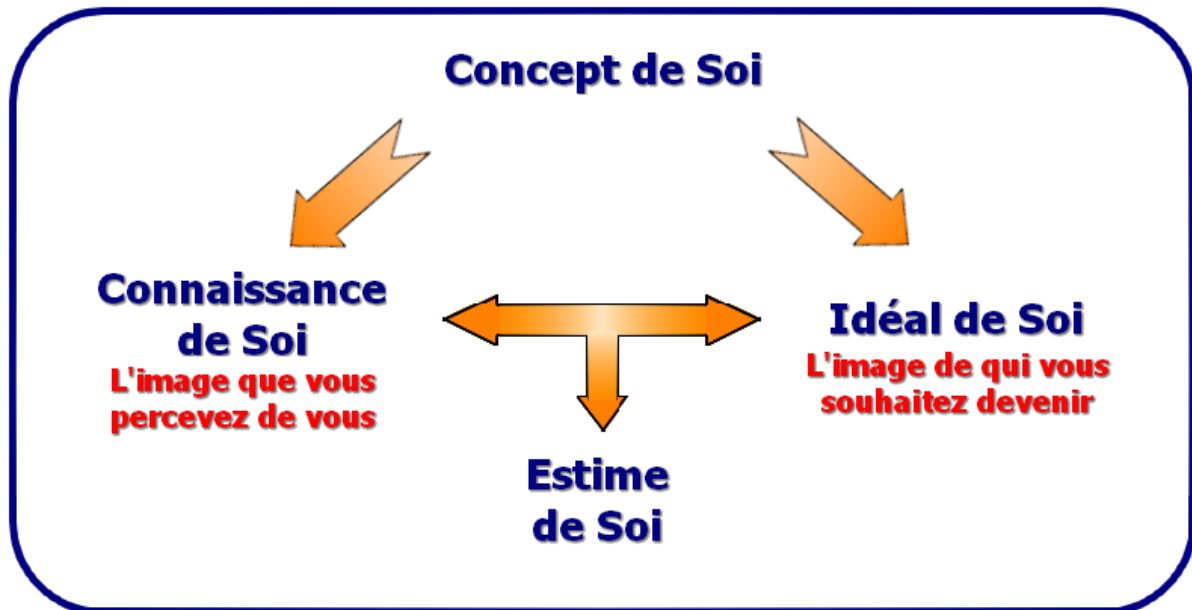 Concept de Soi
Connaissance
de Soi
L'image que vous
percevez de vous
Idéal de Soi
L'image de qui vous
souhaitez devenir
Estime
de Soi